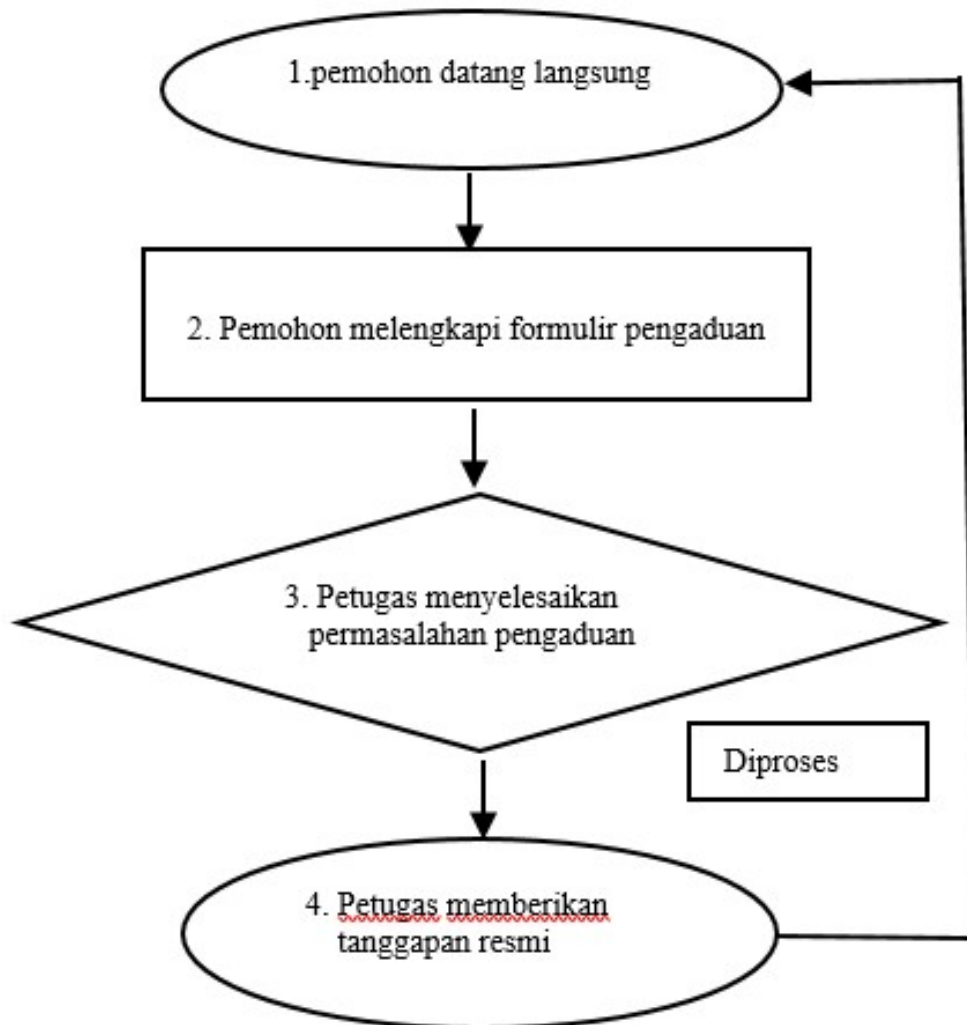 1.pemohon datang langsung
2. Pemohon melengkapi formulir pengaduan
3. Petugas menyelesaikan
permasalahan pengaduan
Diproses
4. Petugas memberikan
tanggapan resmi